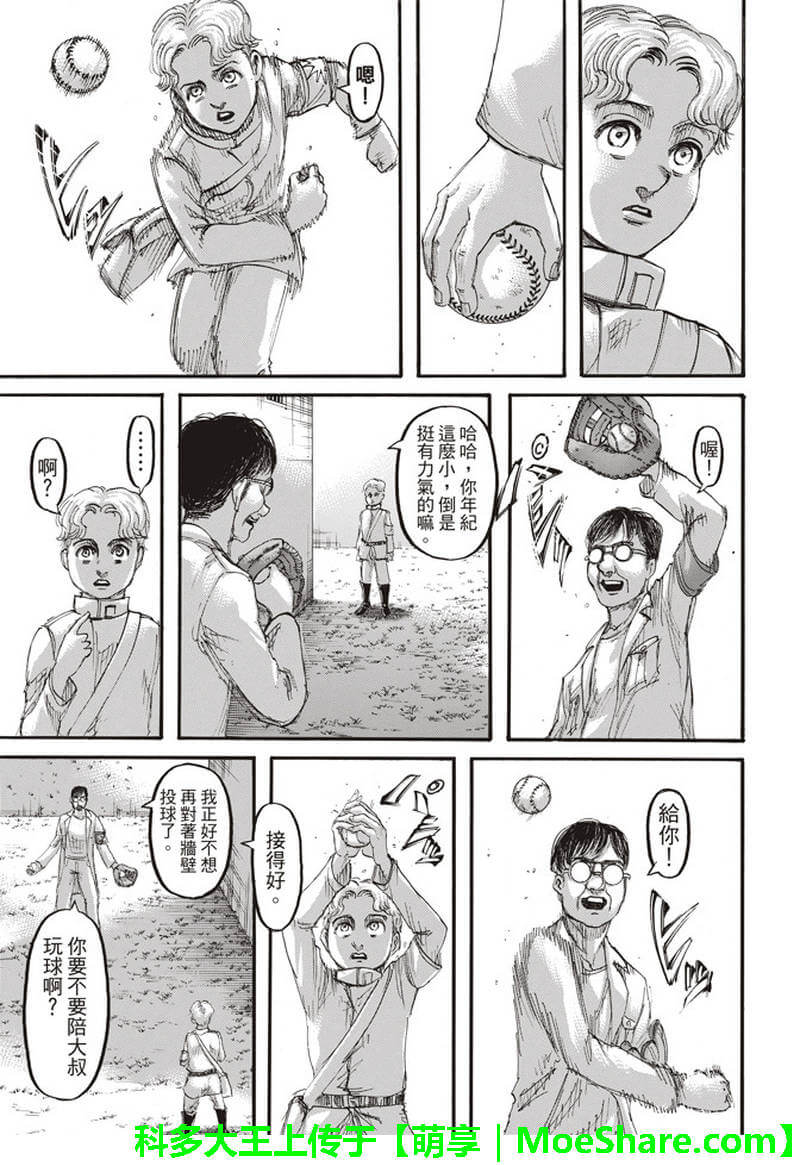 嗯！
喔！
哈哈，你年紀
這麼小，倒是
挺有力氣的嘛。
……
啊？
給你！
接得好。
我正好不想
再對著牆壁
投球了。
你要不要陪大叔
玩球啊？
科多大王上传于【萌享｜MoeShare.com】